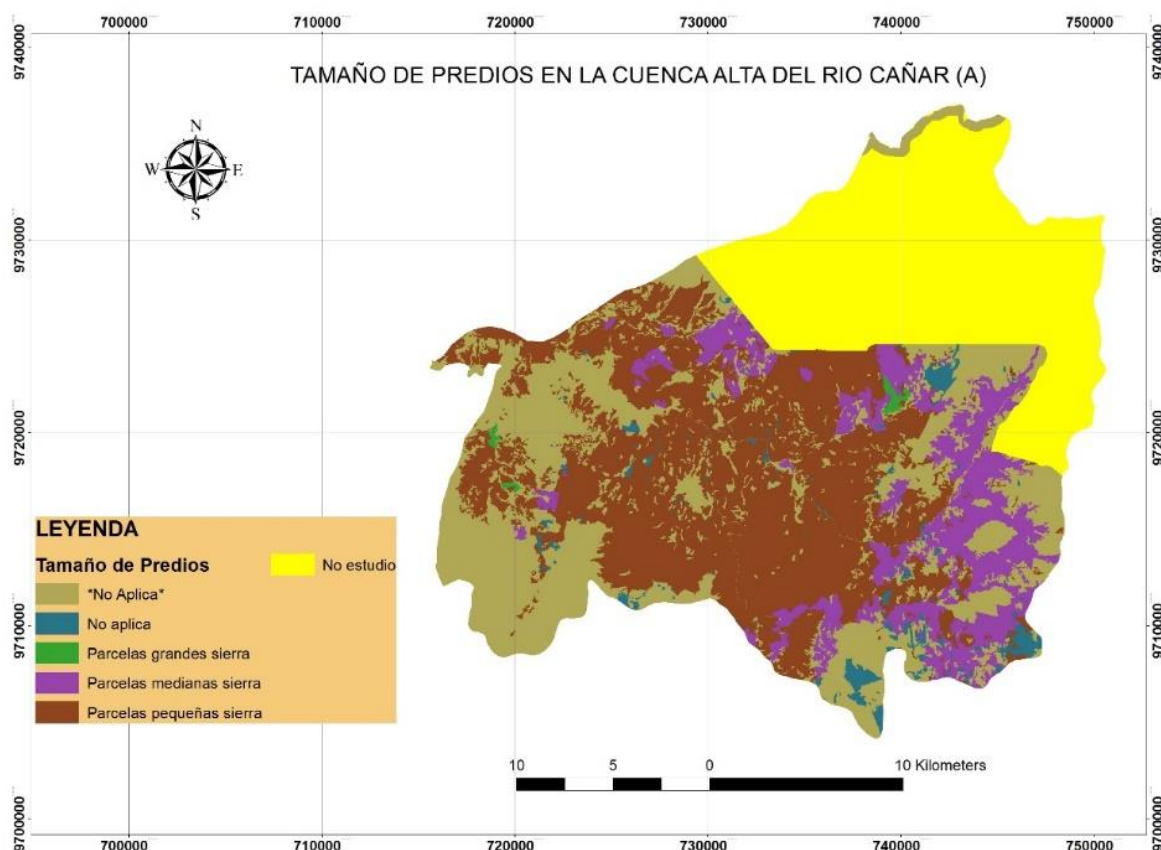 700000 710000 720000 730000 740000 750000
9740000 9740000
TAMAÑO DE PREDIOS EN LA CUENCA ALTA DEL RIO CAÑAR (A)
N
W E
S
9730000 9730000
9720000 9720000
LEYENDA
Tamaño de Predios
No estudio
*No Aplica*
No aplica
Parcelas grandes sierra
Parcelas medianas sierra
Parcelas pequeñas sierra
9710000 9710000
10 5 0 10 Kilometers
9700000 9700000
700000 710000 720000 730000 740000 750000